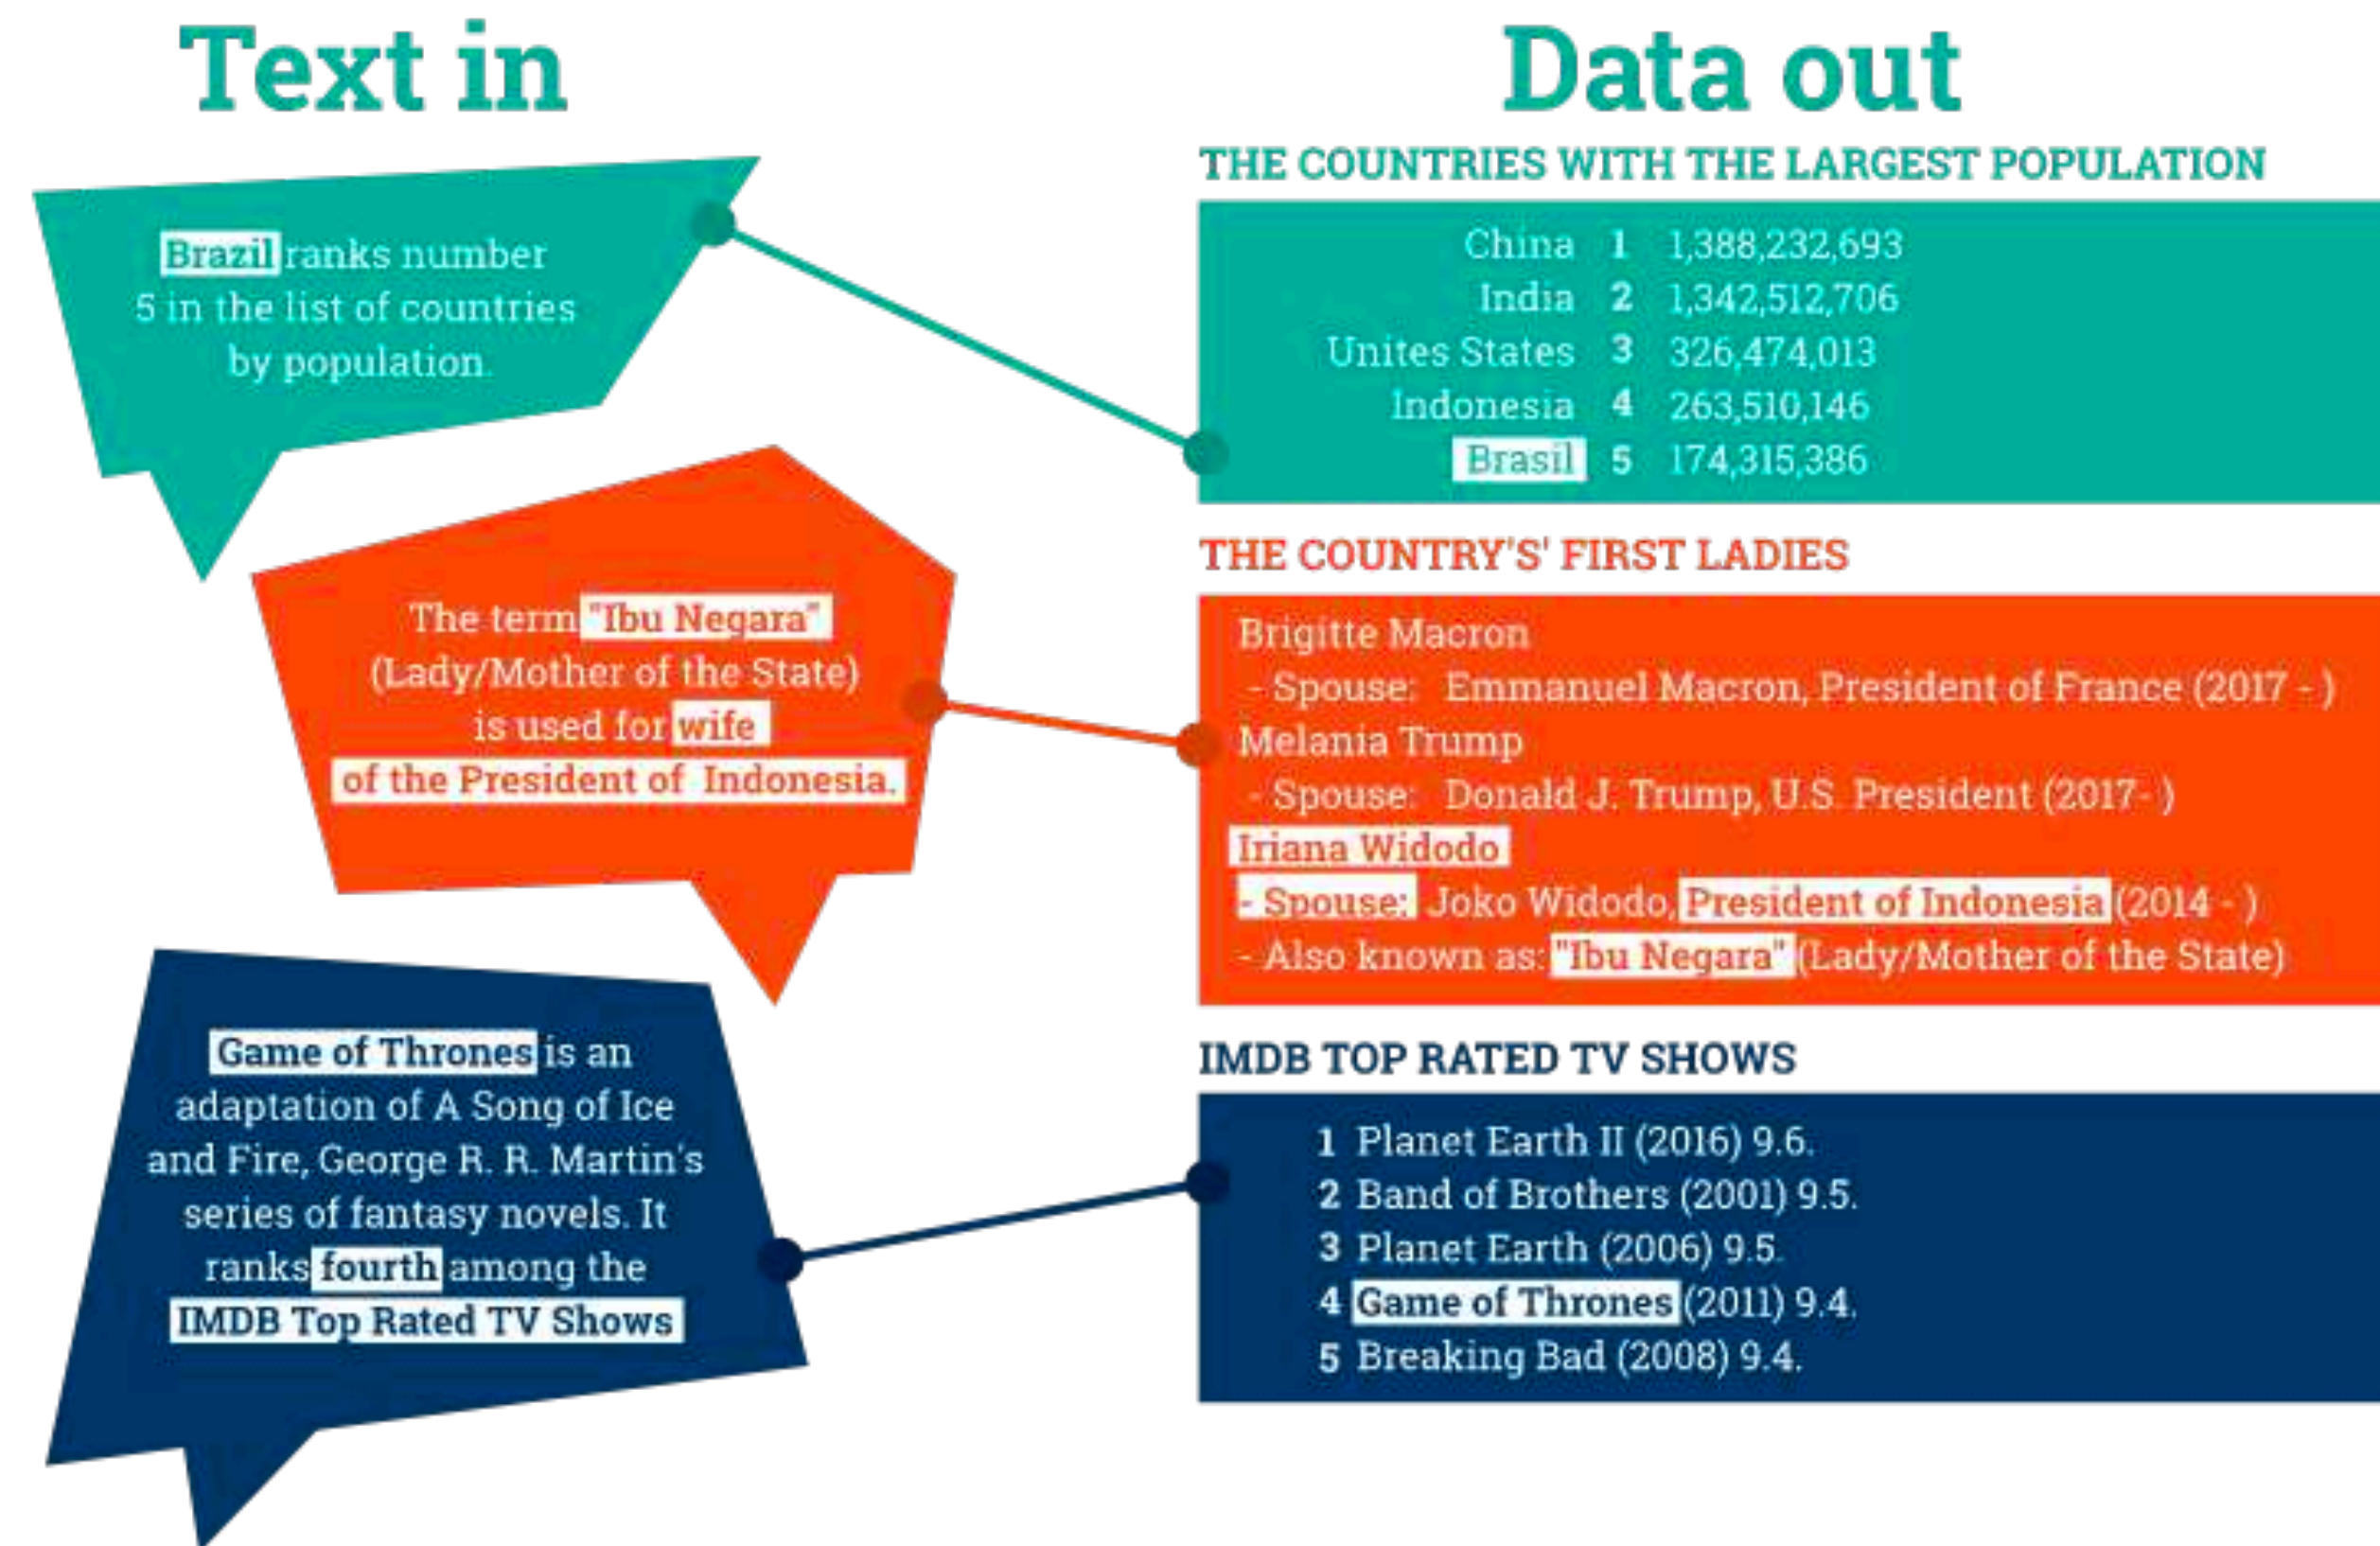 Text in
Brazil ranks number
5 in the list of countries
by population.
The term "Ibu Negara"
(Lady/Mother of the State)
is used for wife
of the President of Indonesia.
Game of Thrones is an
adaptation of A Song of Ice
and Fire, George R. R. Martin's
series of fantasy novels. It
ranks fourth among the
IMDB Top Rated TV Shows
Data out
THE COUNTRIES WITH THE LARGEST POPULATION
China 1 1,388,232,693
India 2 1,342,512,706
Unites States 3 326,474,013
Indonesia 4 263,510,146
Brasil 5 174,315,386
THE COUNTRY'S' FIRST LADIES
Brigitte Macron
- Spouse: Emmanuel Macron, President of France (2017 - )
Melania Trump
- Spouse: Donald J. Trump, U.S. President (2017- )
Iriana Widodo
- Spouse: Joko Widodo, President of Indonesia (2014 - )
- Also known as: "Ibu Negara" (Lady/Mother of the State)
IMDB TOP RATED TV SHOWS
1 Planet Earth II (2016) 9.6.
2 Band of Brothers (2001) 9.5.
3 Planet Earth (2006) 9.5.
4 Game of Thrones (2011) 9.4.
5 Breaking Bad (2008) 9.4.